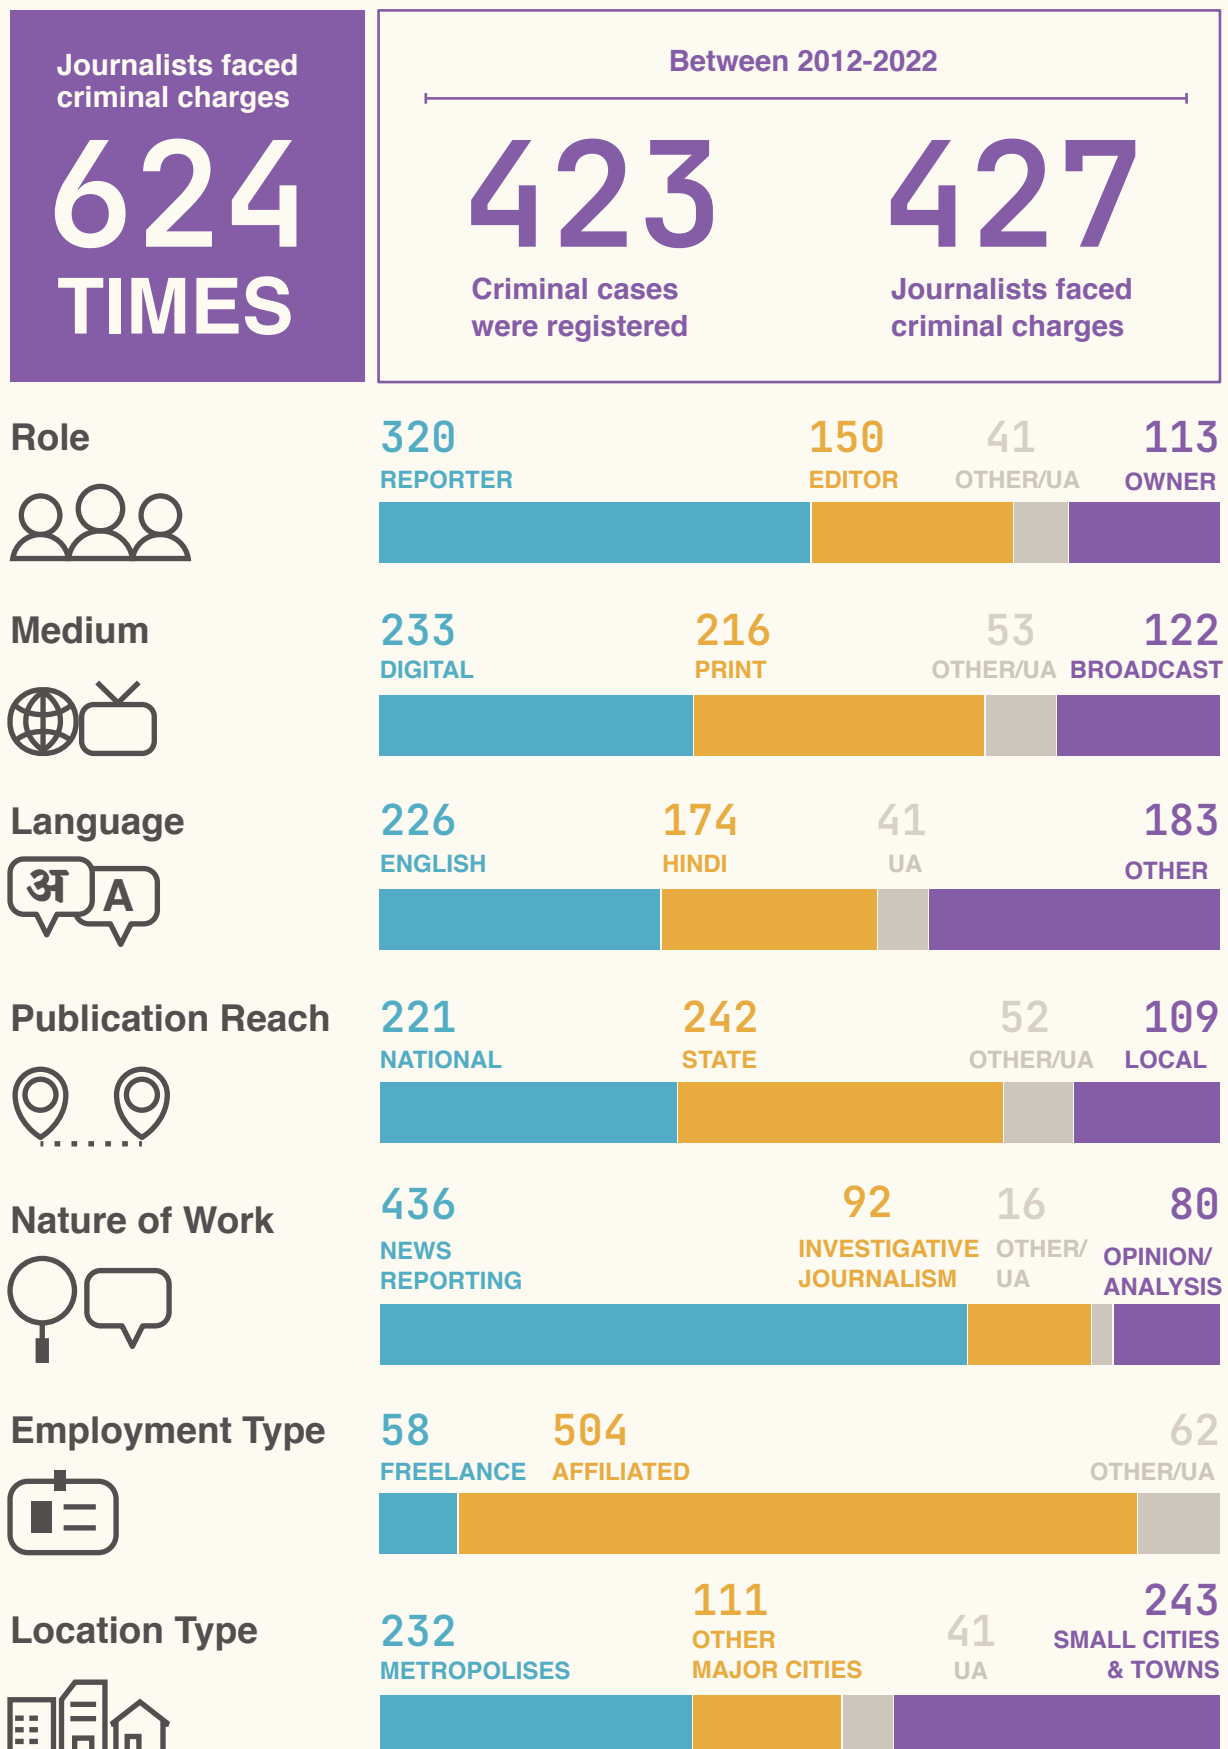 Journalists faced
criminal charges
624
TIMES
Between 2012-2022
423
Criminal cases
were registered
427
Journalists faced
criminal charges
Role
320
REPORTER
150
EDITOR
41
OTHER/UA
113
OWNER
Medium
233
DIGITAL
216
PRINT
53
OTHER/UA
122
BROADCAST
Language
अ A
226
ENGLISH
174
HINDI
41
UA
183
OTHER
Publication Reach
221
NATIONAL
242
STATE
52
OTHER/UA
109
LOCAL
Nature of Work
436
NEWS
REPORTING
92
INVESTIGATIVE
JOURNALISM
16
OTHER/
UA
80
OPINION/
ANALYSIS
Employment Type
58
FREELANCE
504
AFFILIATED
62
OTHER/UA
Location Type
232
METROPOLISES
111
OTHER
MAJOR CITIES
41
UA
243
SMALL CITIES
& TOWNS